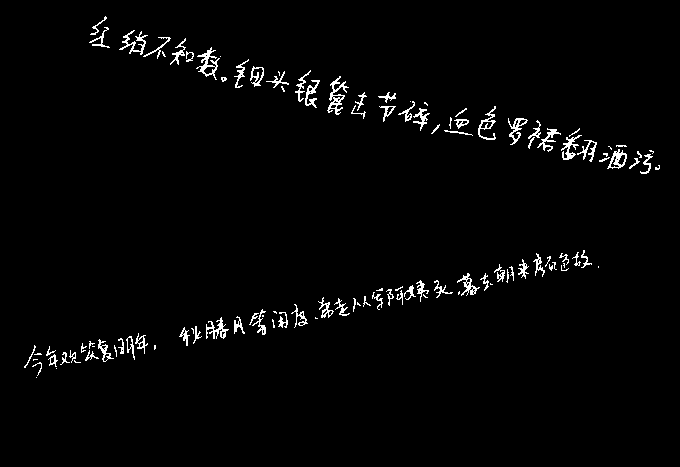 红绡不知数。钿头银篦击节碎,血色罗裙翻酒污。
今年欢笑复明年, 秋月等闲度.弟走从军阿姨死.暮去朝来颜色故.